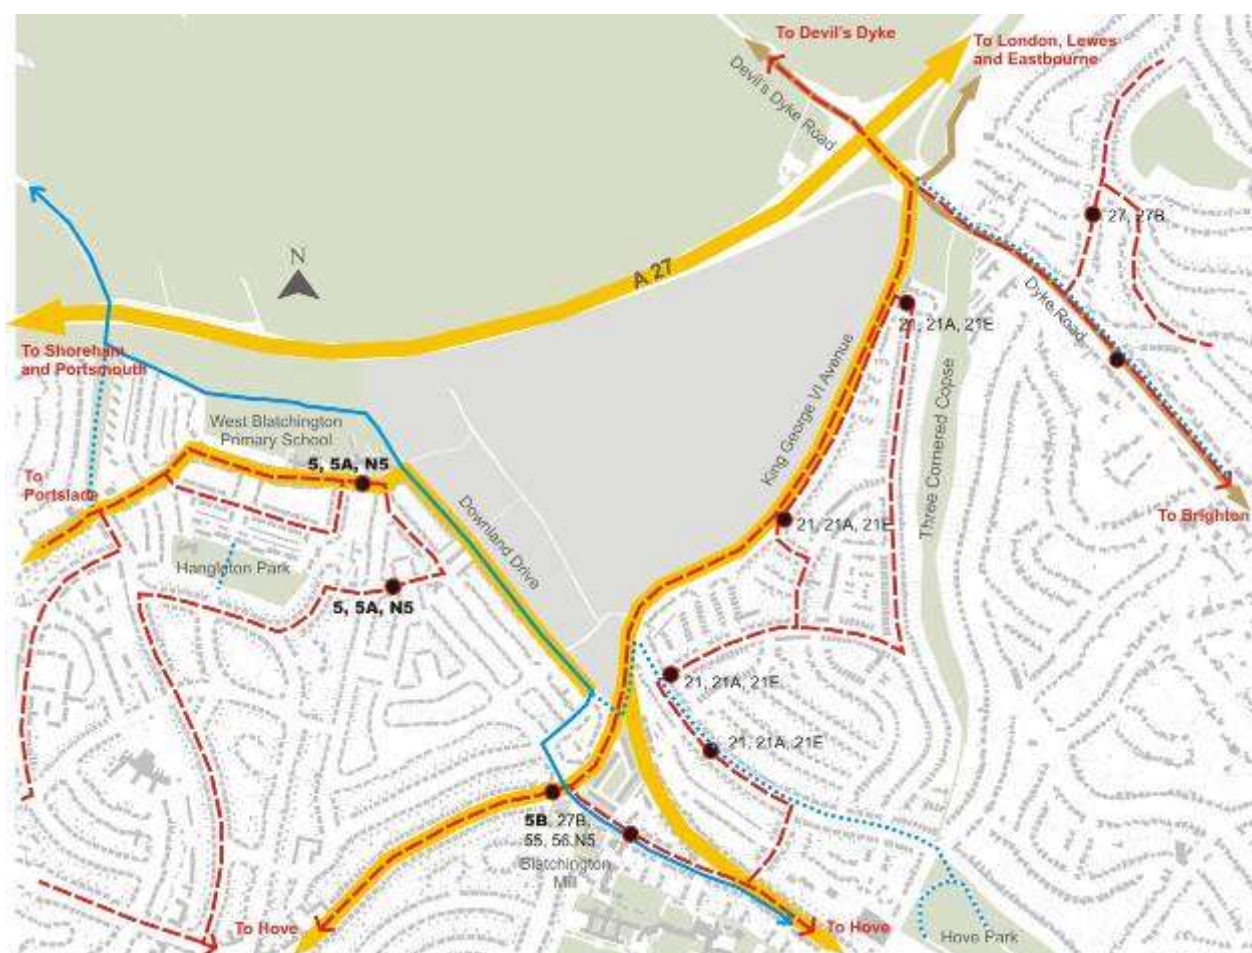 To Devil's Dyke
To London, Lewes
and Eastbourne
Devil's Dyke Road
27, 27B
N
A 27
Dyke Road
21, 21A, 21E
To Shoreham
and Portsmouth
King George VI Avenue
Three Cornered Copse
West Blatchington
Primary School
5, 5A, N5
To
Portslade
Downland Drive
To Brighton
21, 21A, 21E
Hangleton Park
5, 5A, N5
21, 21A, 21E
21, 21A, 21E
5B, 27B,
55, 56,N5
Blatchington
Mill
To Hove
To Hove
Hove Park